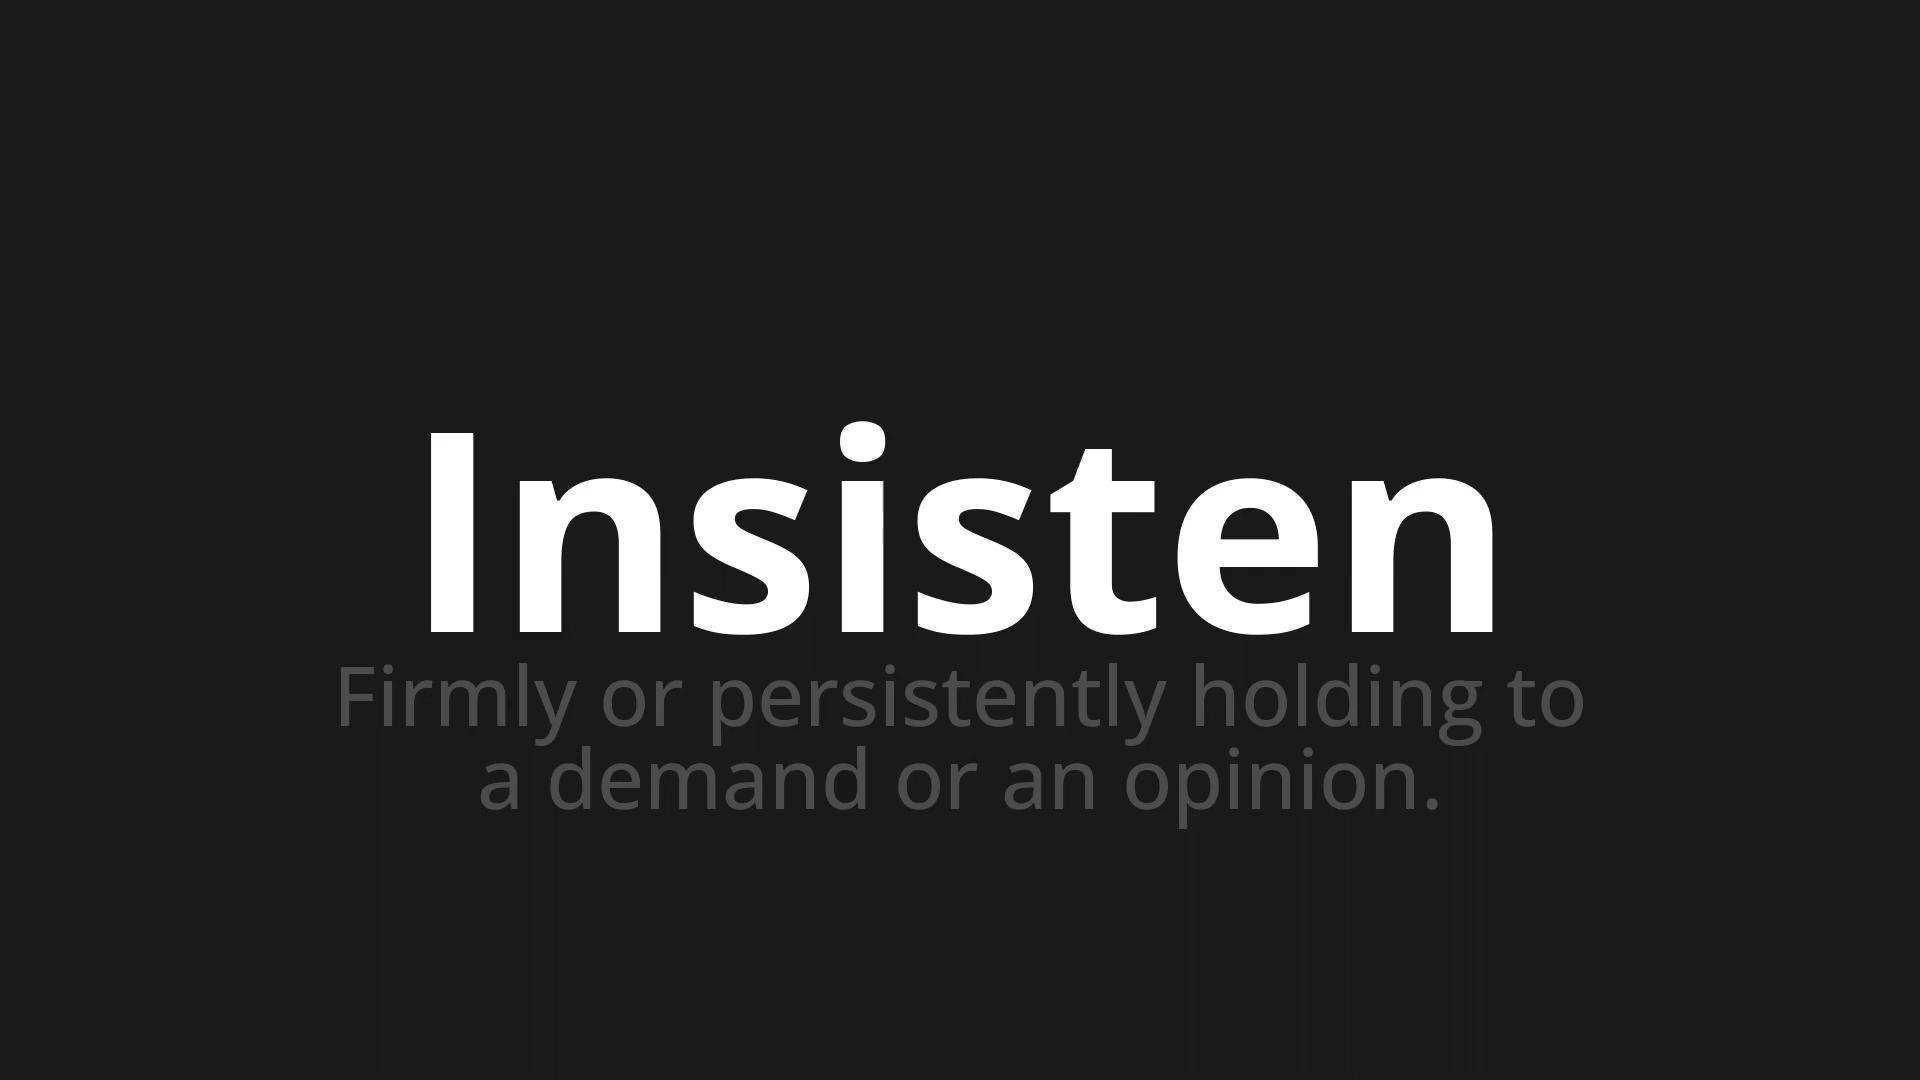 Insisten
Firmly or persistently holding to
a demand or an opinion.